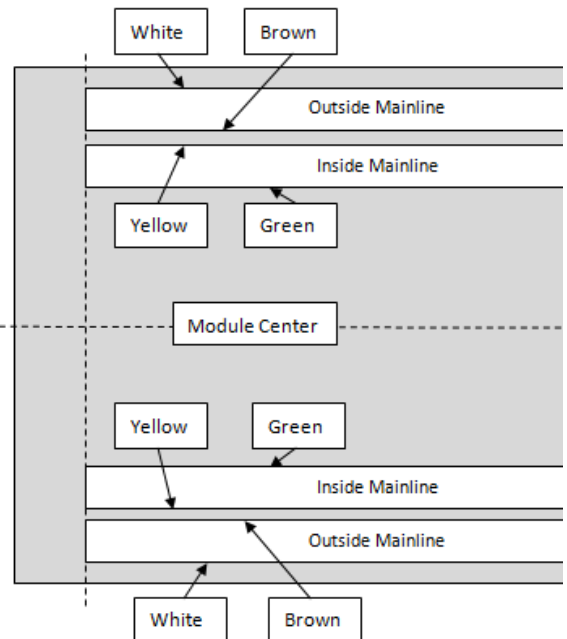 White
Brown
Outside Mainline
Inside Mainline
Yellow
Green
Module Center
Yellow
Green
Inside Mainline
Outside Mainline
White
Brown